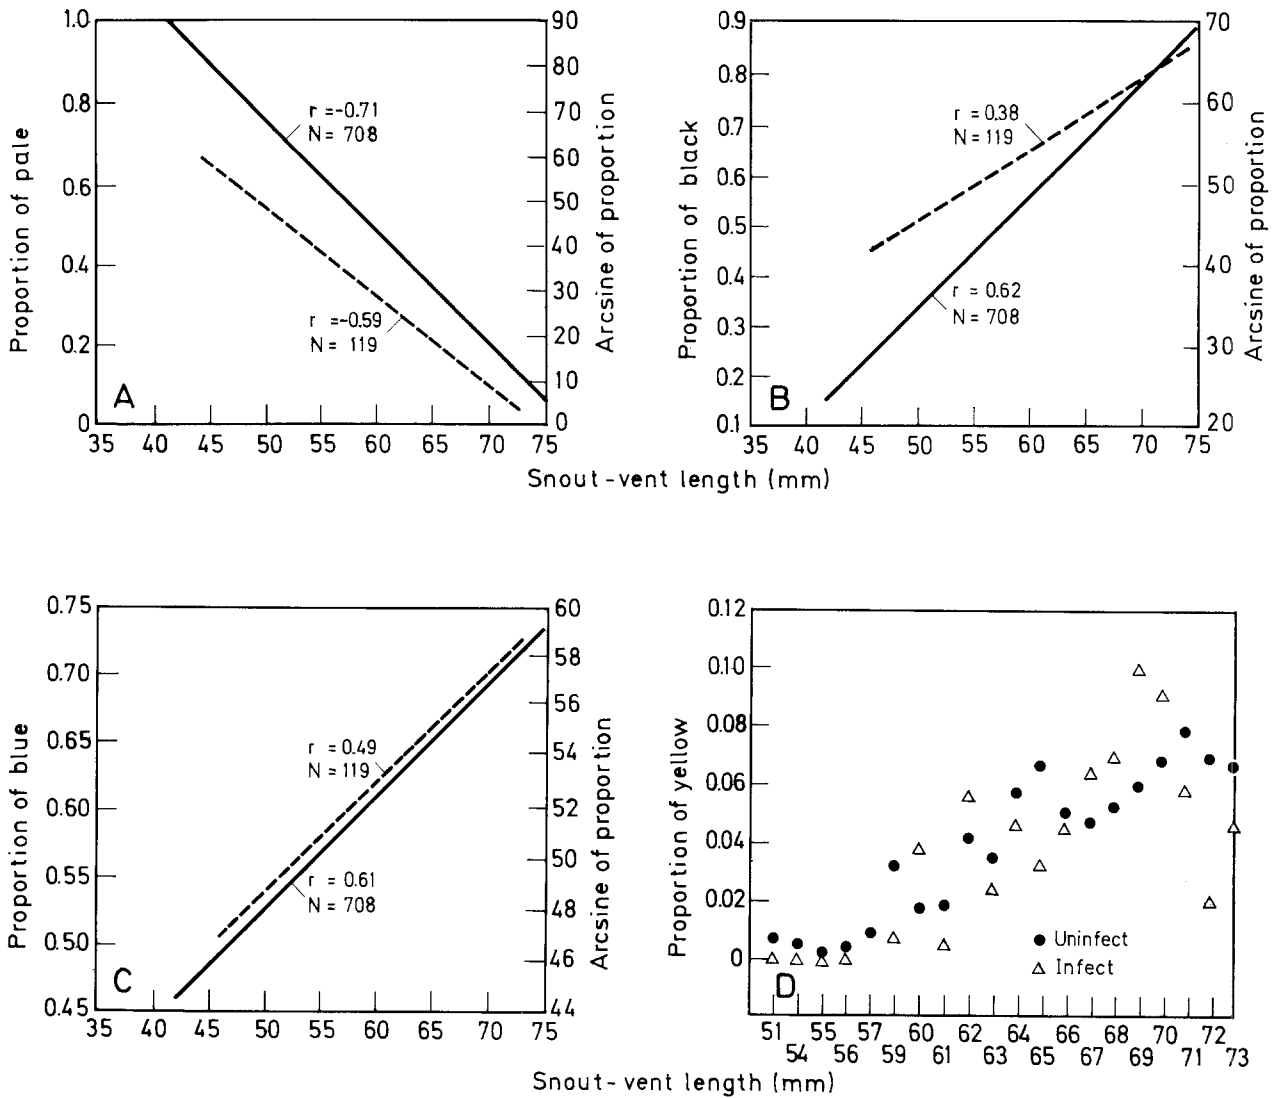 1.0
0.8
0.6
0.4
0.2
0
Proportion of pale
90
80
70
60
50
40
30
20
10
0
Arcsine of proportion
r =-0.71
N = 708
r =-0.59
N = 119
A
35 40 45 50 55 60 65 70 75
0.9
0.8
0.7
0.6
0.5
0.4
0.3
0.2
0.1
Proportion of black
70
60
50
40
30
20
Arcsine of proportion
r = 0.38
N = 119
r = 0.62
N = 708
B
35 40 45 50 55 60 65 70 75
Snout-vent length (mm)
0.75
0.70
0.65
0.60
0.55
0.50
0.45
Proportion of blue
60
58
56
54
52
50
48
46
44
Arcsine of proportion
r = 0.49
N = 119
r = 0.61
N = 708
C
35 40 45 50 55 60 65 70 75
0.12
0.10
0.08
0.06
0.04
0.02
0
Proportion of yellow
Uninfect
Infect
D
51 55 57 60 62 64 66 68 70 72
54 56 59 61 63 65 67 69 71 73
Snout-vent length (mm)